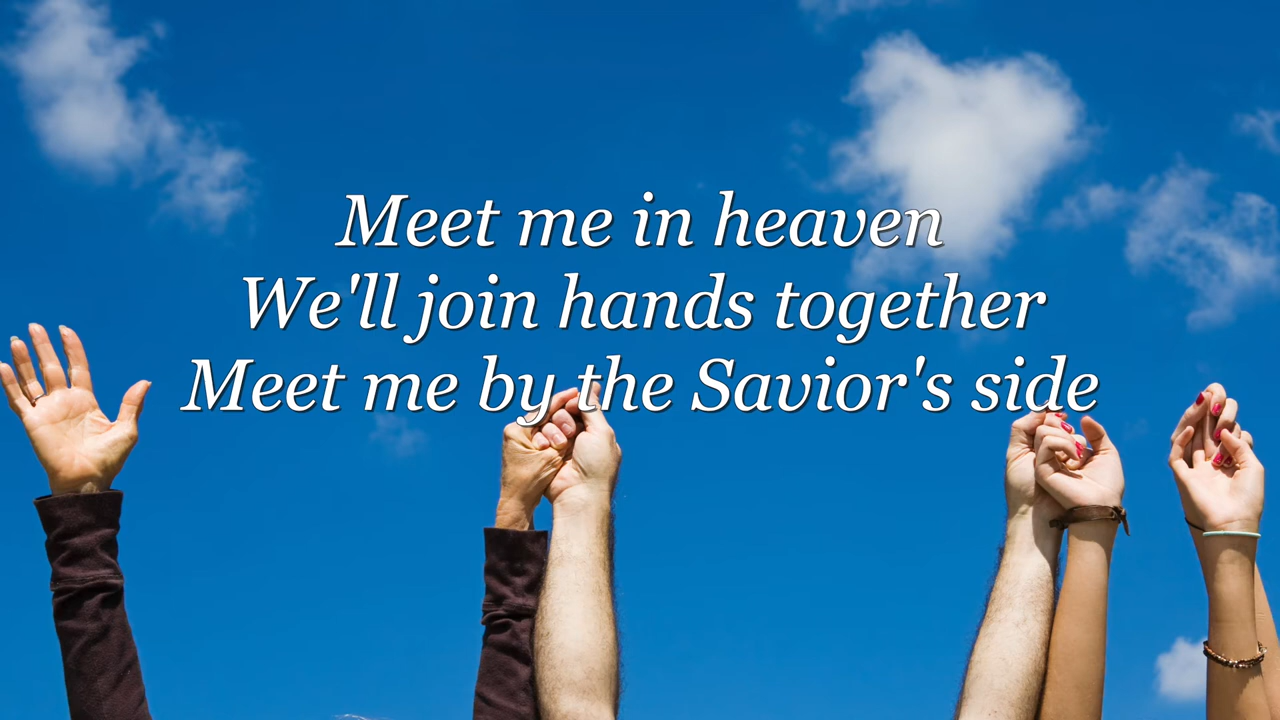 Meet me in heaven
We'll join hands together
Meet me by the Savior's side